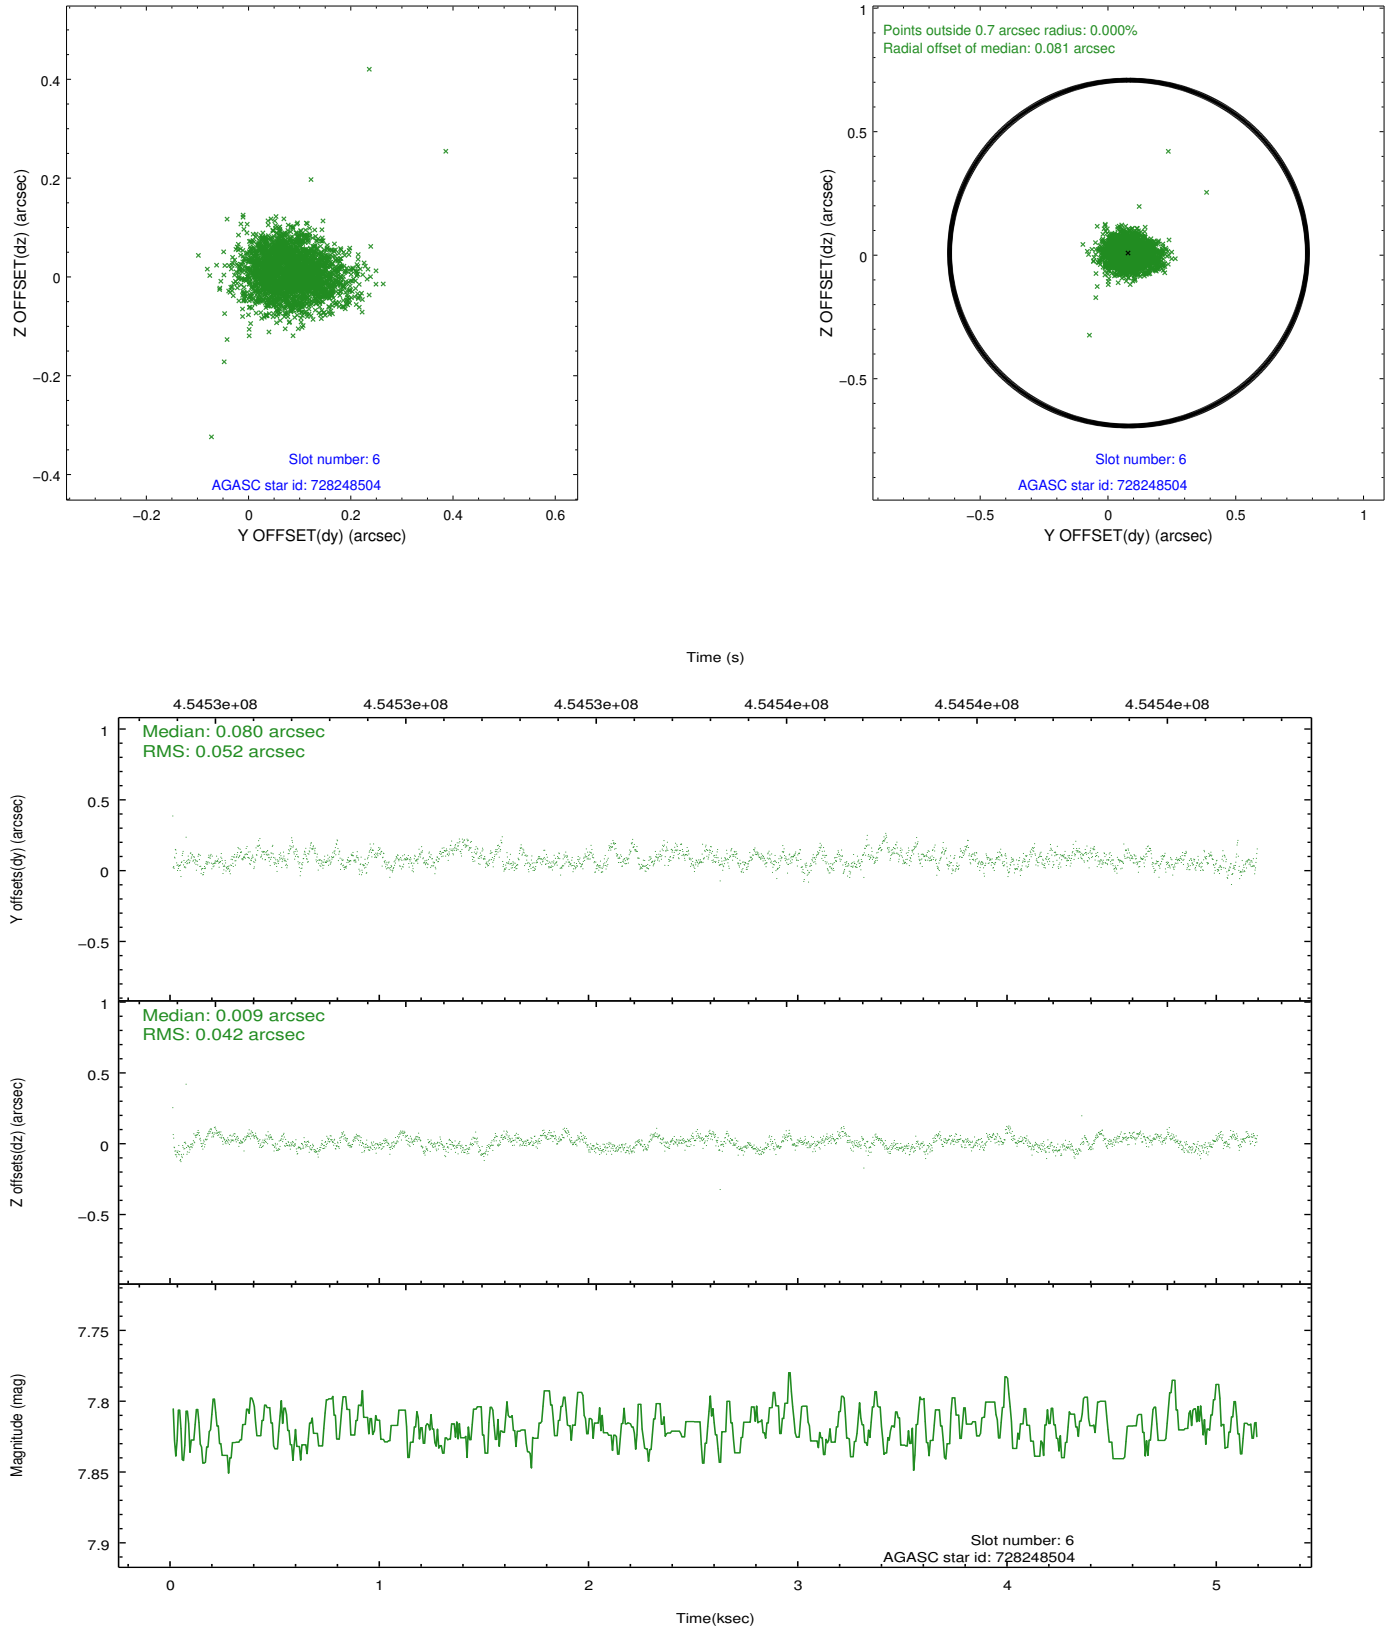 0.4
0.2
0
−0.2
−0.4
Z OFFSET(dz) (arcsec)
Slot number: 6
AGASC star id: 728248504
−0.2 0 0.2 0.4 0.6
Y OFFSET(dy) (arcsec)
1
0.5
0
−0.5
Z OFFSET(dz) (arcsec)
Points outside 0.7 arcsec radius: 0.000%
Radial offset of median: 0.081 arcsec
Slot number: 6
AGASC star id: 728248504
−0.5 0 0.5 1
Y OFFSET(dy) (arcsec)
Time (s)
4.5453e+08 4.5453e+08 4.5453e+08 4.5454e+08 4.5454e+08 4.5454e+08
Median: 0.080 arcsec
RMS: 0.052 arcsec
1
0.5
0
−0.5
Y offsets(dy) (arcsec)
Median: 0.009 arcsec
RMS: 0.042 arcsec
1
0.5
0
−0.5
Z offsets(dz) (arcsec)
7.75
7.8
7.85
7.9
Magnitude (mag)
Slot number: 6
AGASC star id: 728248504
0 1 2 3 4 5
Time(ksec)